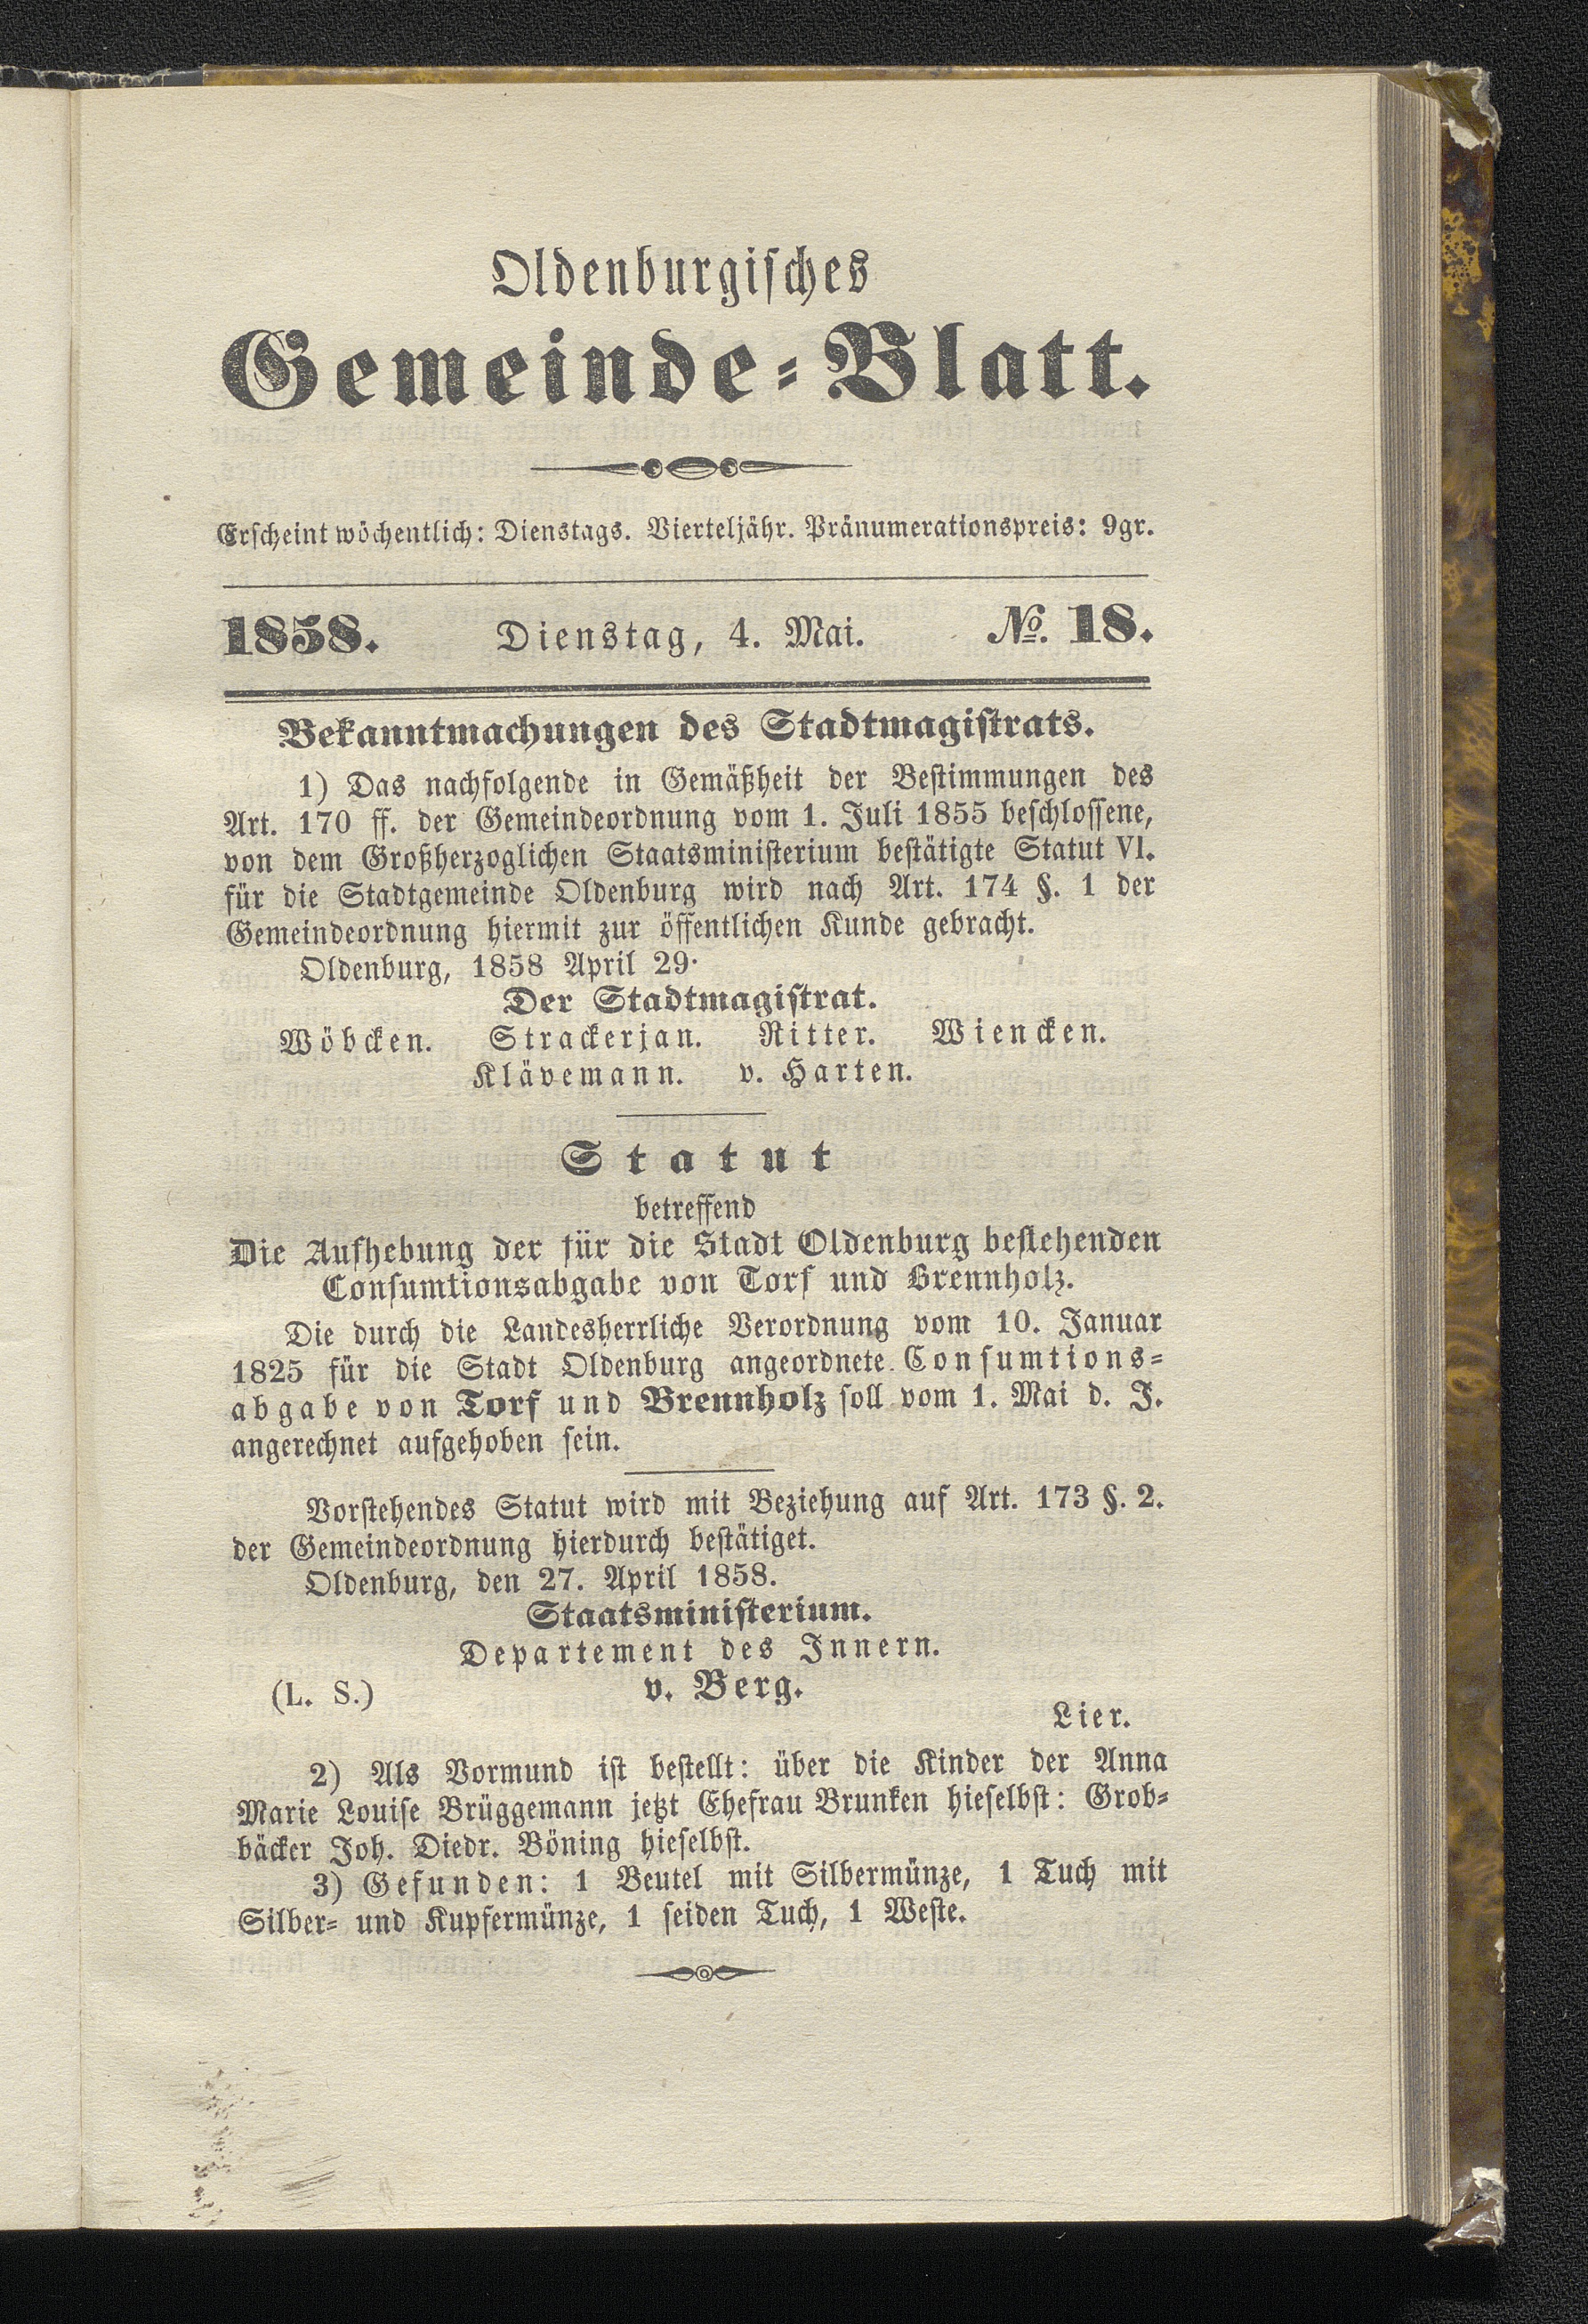 Oldenburgisches
Gemeinde-Blatt.
Erscheint wöchentlich: Dienstags. Vierteljähr. Pränumerationspreis: 9gr.
1858. Dienstag, 4. Mai. No. 18.
Bekanntmachungen des Stadtmagistrats.
1) Das nachfolgende in Gemäßheit der Bestimmungen des
Art. 170 ff. der Gemeindeordnung vom 1. Juli 1855 beschlossene,
von dem Großherzoglichen Staatsministerium bestätigte Statut VI.
für die Stadtgemeinde Oldenburg wird nach Art. 174 §. 1 der
Gemeindeordnung hiermit zur öffentlichen Kunde gebracht.
Oldenburg, 1858 April 29.
Der Stadtmagistrat.
Wöbcken. Strackerjan. Ritter. Wiencken.
Klävemann. v. Harten.
Statut
betreffend
Die Aufhebung der für die Stadt Oldenburg bestehenden
Consumtionsabgabe von Torf und Brennholz.
Die durch die Landesherrliche Verordnung vom 10. Januar
1825 für die Stadt Oldenburg angeordnete Consumtions-
abgabe von Torf und Brennholz soll vom 1. Mai d. J.
angerechnet aufgehoben sein.
Vorstehendes Statut wird mit Beziehung auf Art. 173 §. 2.
der Gemeindeordnung hierdurch bestätiget.
Oldenburg, den 27. April 1858.
Staatsministerium.
Departement des Innern.
(L. S.) v. Berg.
Lier.
2) Als Vormund ist bestellt: über die Kinder der Anna
Marie Louise Brüggemann jetzt Ehefrau Brunken hieselbst: Grob-
bäcker Joh. Diedr. Böning hieselbst.
3) Gefunden: 1 Beutel mit Silbermünze, 1 Tuch mit
Silber- und Kupfermünze, 1 seiden Tuch, 1 Weste.